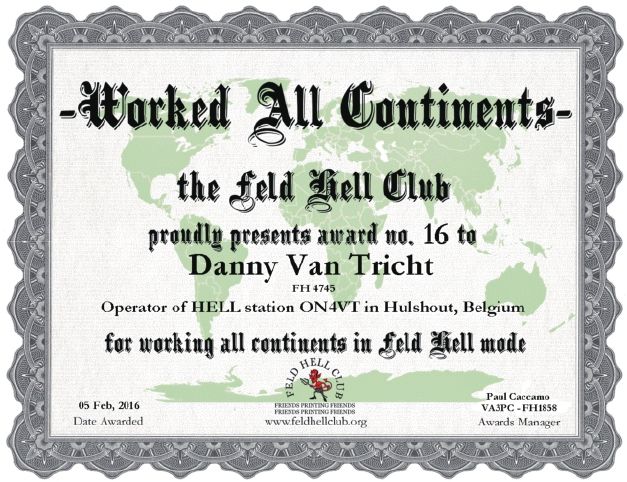 -Worked All Continents-
the Feld Hell Club
proudly presents award no. 16 to
Danny Van Tricht
FH 4745
Operator of HELL station ON4VT in Hulshout, Belgium
for working all continents in Feld Hell mode
FELD HELL CLUB
FRIENDS PRINTING FRIENDS
FRIENDS PRINTING FRIENDS
05 Feb, 2016
Date Awarded
www.feldhellclub.org
Paul Caccamo
VA3PC - FH1858
Awards Manager